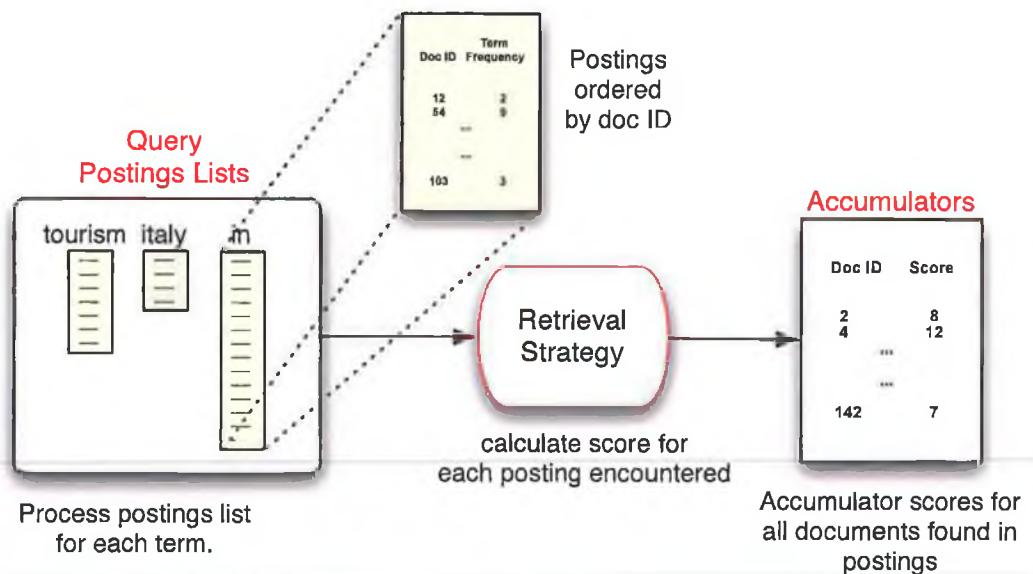 Doc ID Term Frequency
12 2
54 9
...
...
103 3
Postings
ordered
by doc ID
Query
Postings Lists
tourism italy in
Process postings list
for each term.
Retrieval
Strategy
calculate score for
each posting encountered
Accumulators
Doc ID Score
2 8
4 12
...
...
142 7
Accumulator scores for
all documents found in
postings